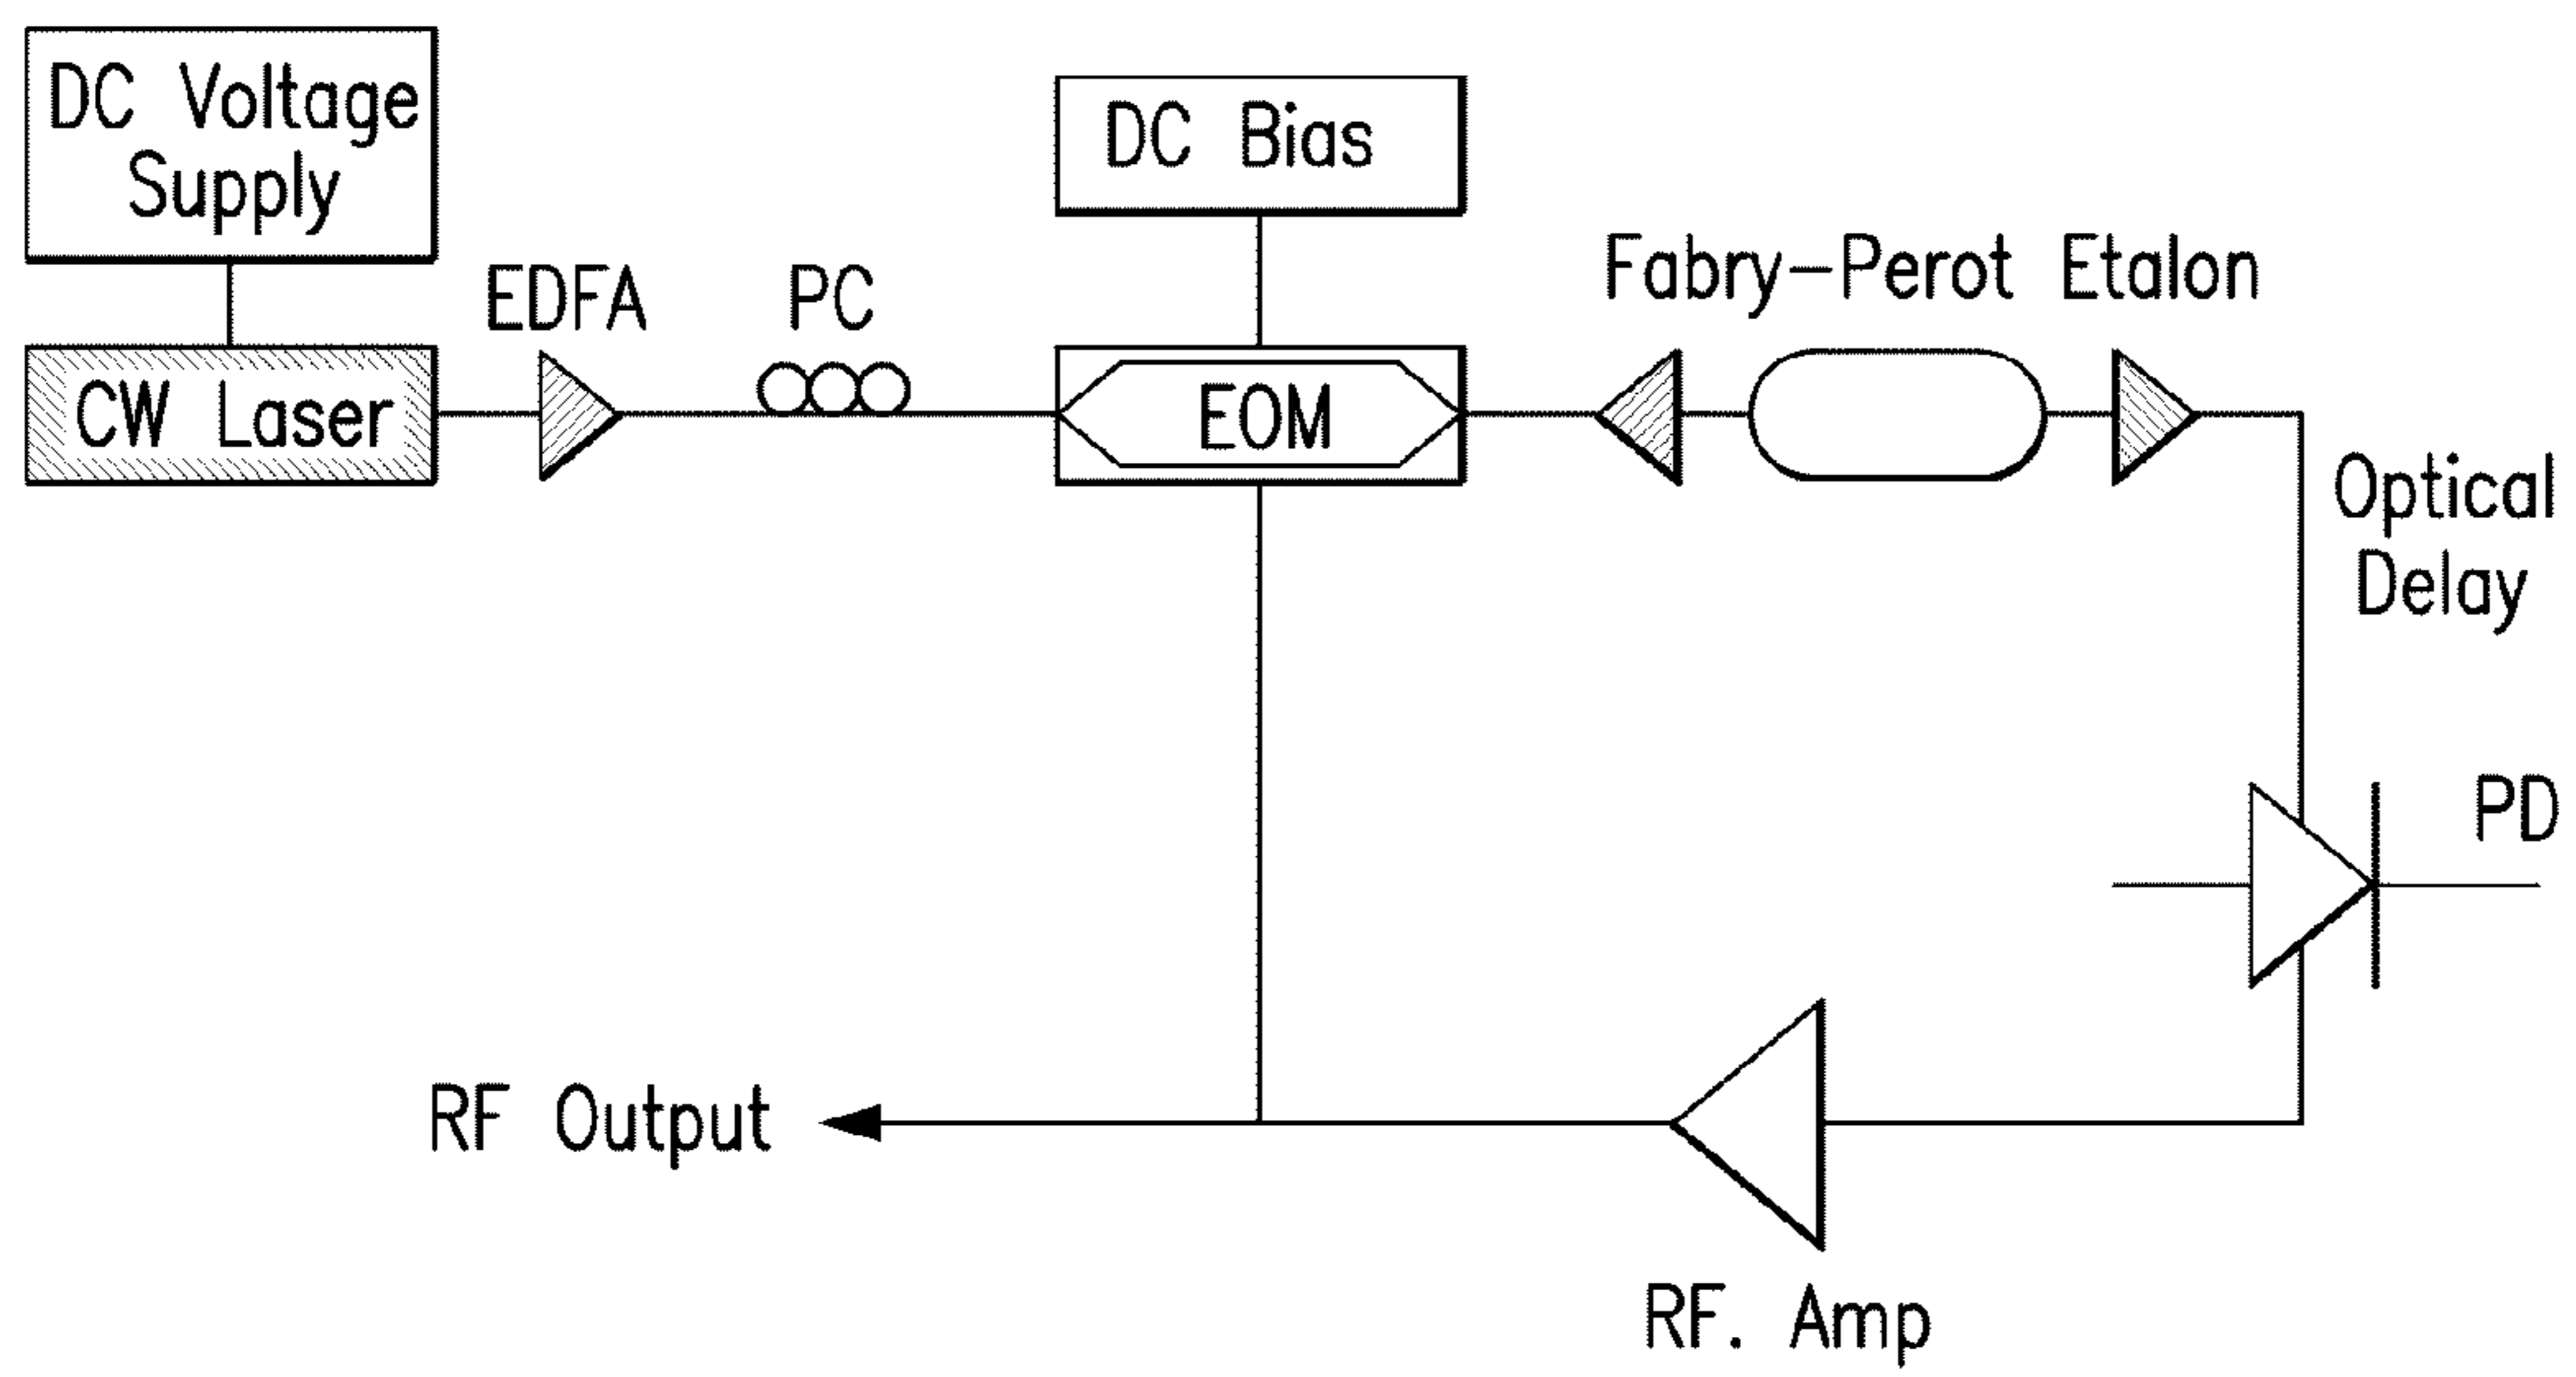 DC Voltage
Supply
DC Bias
EDFA
PC
Fabry-Perot Etalon
CW Laser
EOM
Optical
Delay
PD
RF Output
RF. Amp